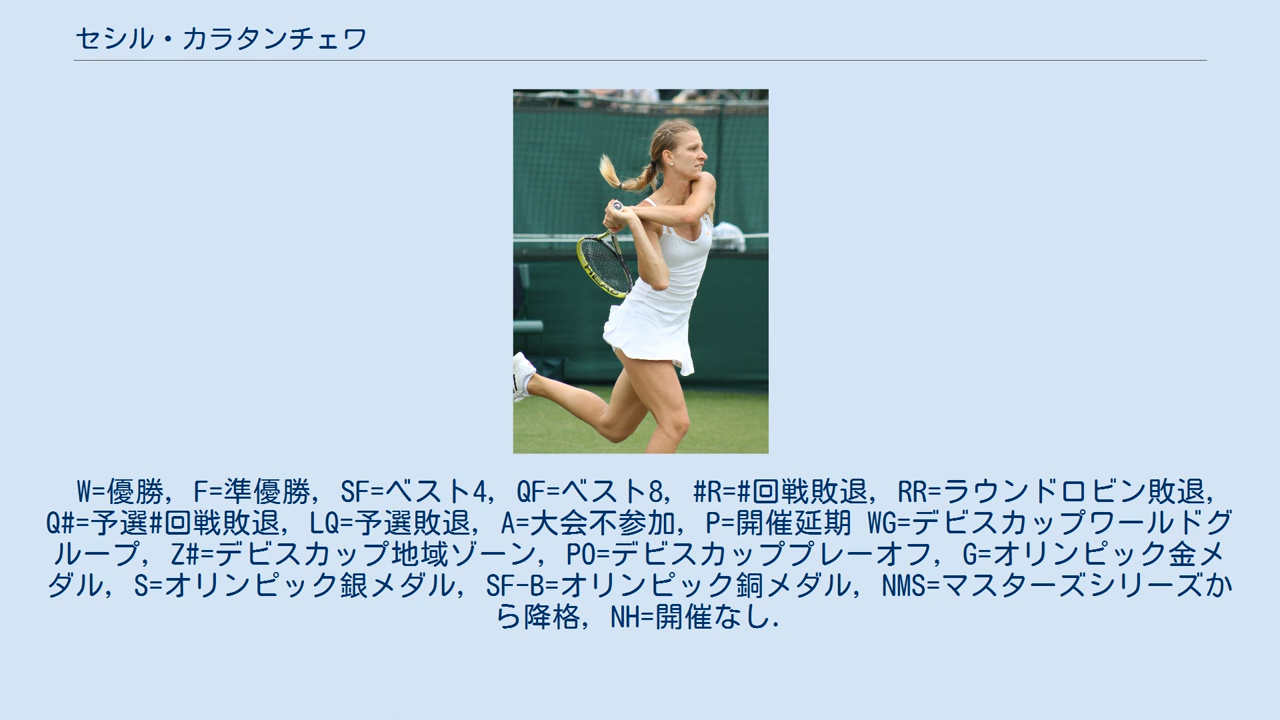 セシル・カラタンチェワ
W=優勝, F=準優勝, SF=ベスト4, QF=ベスト8, #R=#回戦敗退, RR=ラウンドロビン敗退,
Q#=予選#回戦敗退, LQ=予選敗退, A=大会不参加, P=開催延期 WG=デビスカップワールドグ
ループ, Z#=デビスカップ地域ゾーン, PO=デビスカッププレーオフ, G=オリンピック金メ
ダル, S=オリンピック銀メダル, SF-B=オリンピック銅メダル, NMS=マスターズシリーズか
ら降格, NH=開催なし.
HEAD